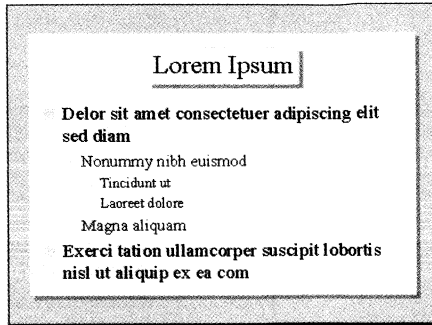 Lorem Ipsum
Delor sit amet consectetuer adipiscing elit
sed diam
Nonummy nibh euismod
Tincidunt ut
Laoreet dolore
Magna aliquam
Exerci tation ullamcorper suscipit lobortis
nisl ut aliquip ex ea com